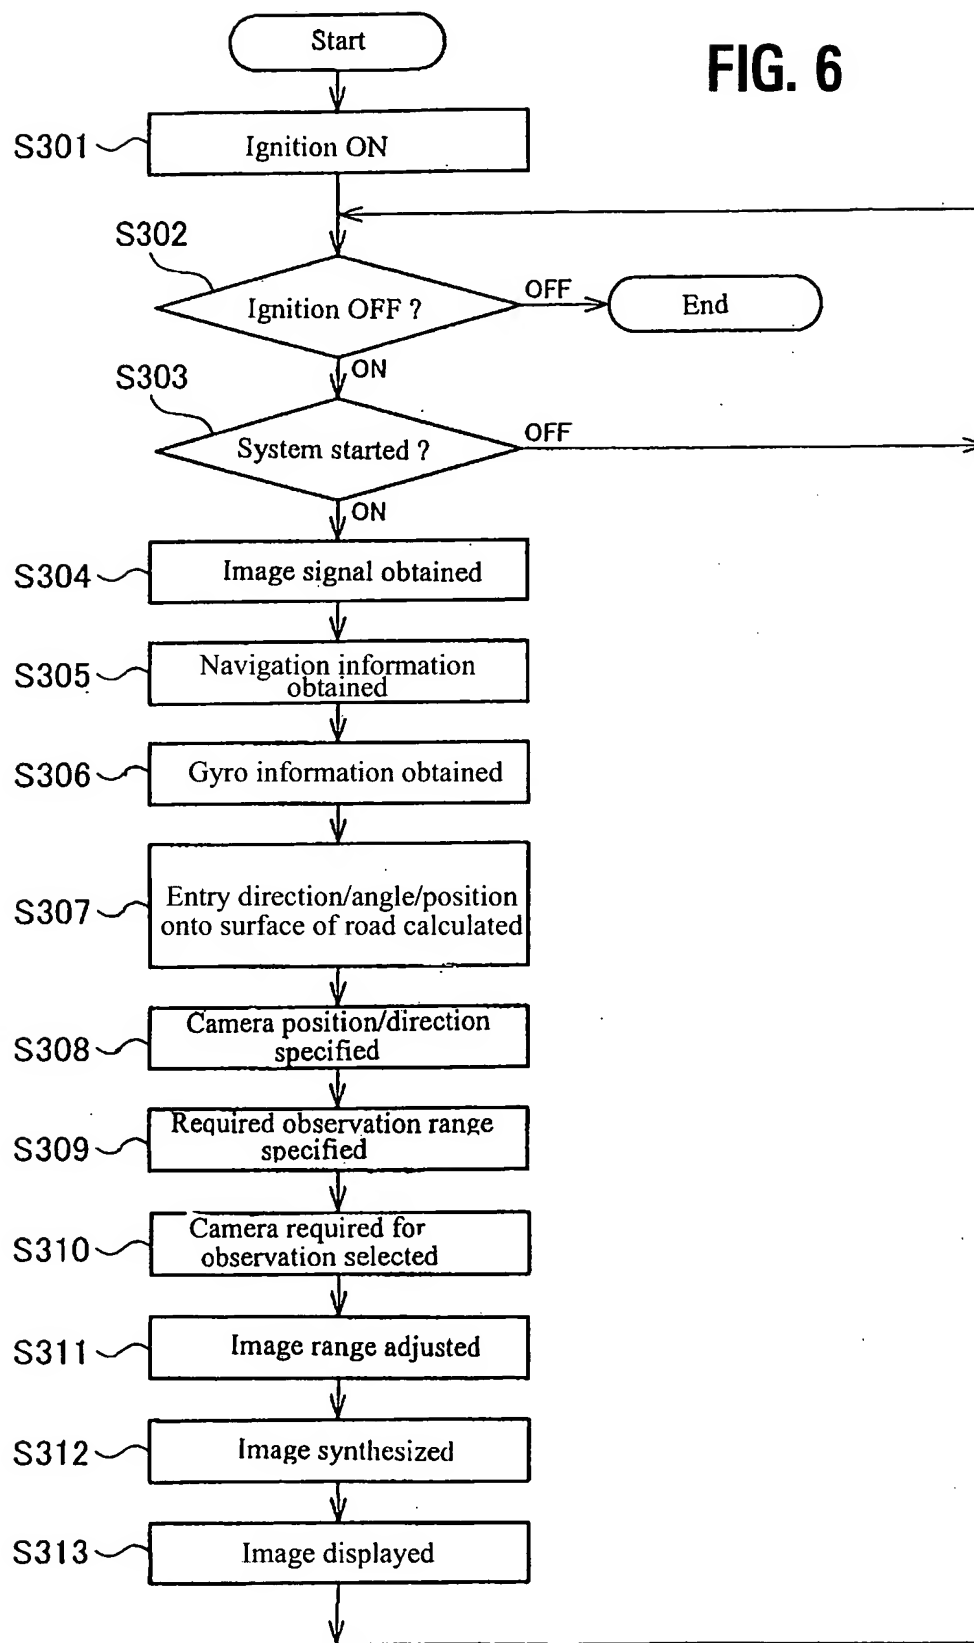 Start
FIG. 6
S301
Ignition ON
S302
Ignition OFF ?
OFF
End
ON
S303
System started ?
OFF
ON
S304
Image signal obtained
S305
Navigation information
obtained
S306
Gyro information obtained
S307
Entry direction/angle/position
onto surface of road calculated
S308
Camera position/direction
specified
S309
Required observation range
specified
S310
Camera required for
observation selected
S311
Image range adjusted
S312
Image synthesized
S313
Image displayed